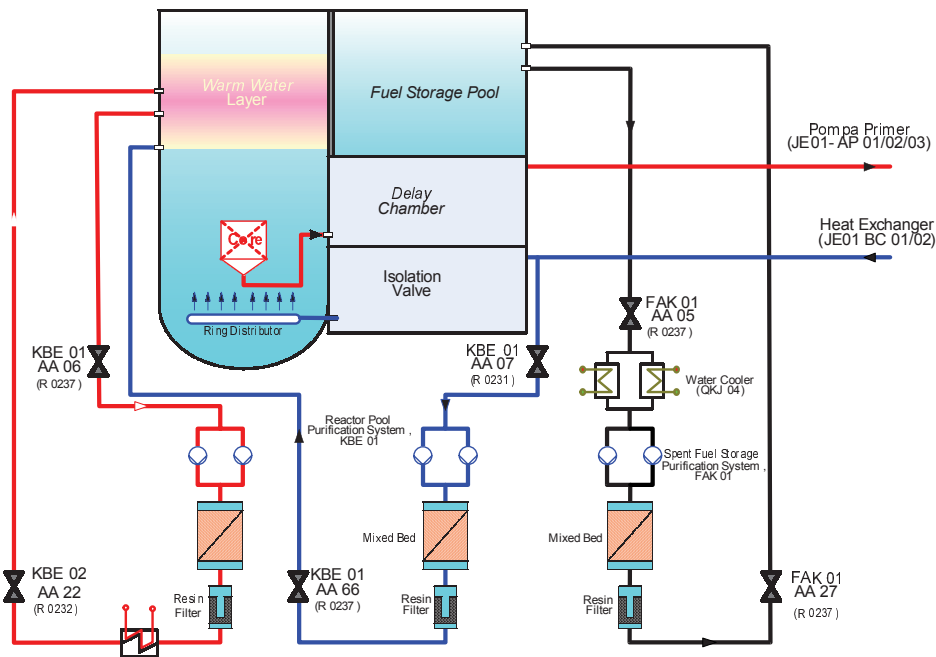 Warm Water
Layer
Fuel Storage Pool
Pompa Primer
(JE01- AP 01/02/03)
Delay
Chamber
Core
Heat Exchanger
(JE01 BC 01/02)
Isolation
Valve
Ring Distributor
FAK 01
AA 05
(R 0237)
KBE 01
AA 06
(R 0237)
KBE 01
AA 07
(R 0231)
Water Cooler
(QKJ 04)
Reactor Pool
Purification System ,
KBE 01
Spent Fuel Storage
Purification System ,
FAK 01
Mixed Bed
Mixed Bed
KBE 02
AA 22
(R 0232)
Resin
Filter
KBE 01
AA 66
(R 0237)
Resin
Filter
Resin
Filter
FAK 01
AA 27
(R 0237)